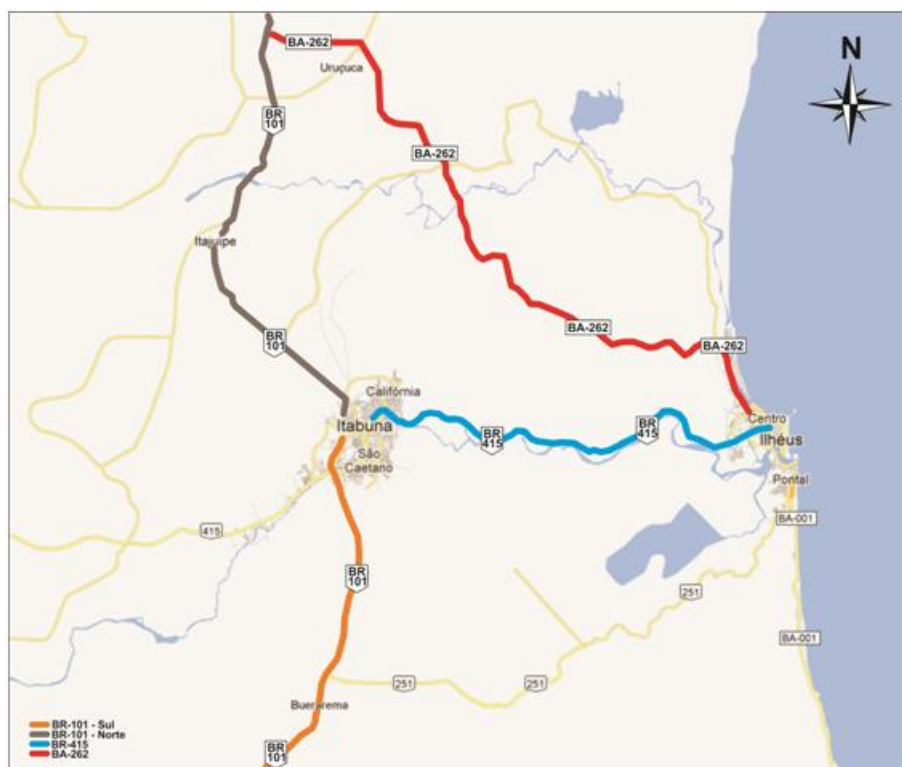 BA-262
N
Uruçuca
BR
101
BA-262
Itajuipe
BA-262
BR
101
BA-262
Califórnia
Centro
Itabuna
BR
415
BR
415
Ilhéus
São
Caetano
Pontal
BA-001
415
BR
101
251
BA-001
251
251
Buerarema
BR-101 - Sul
BR-101 - Norte
BR-415
BA-262
BR
101